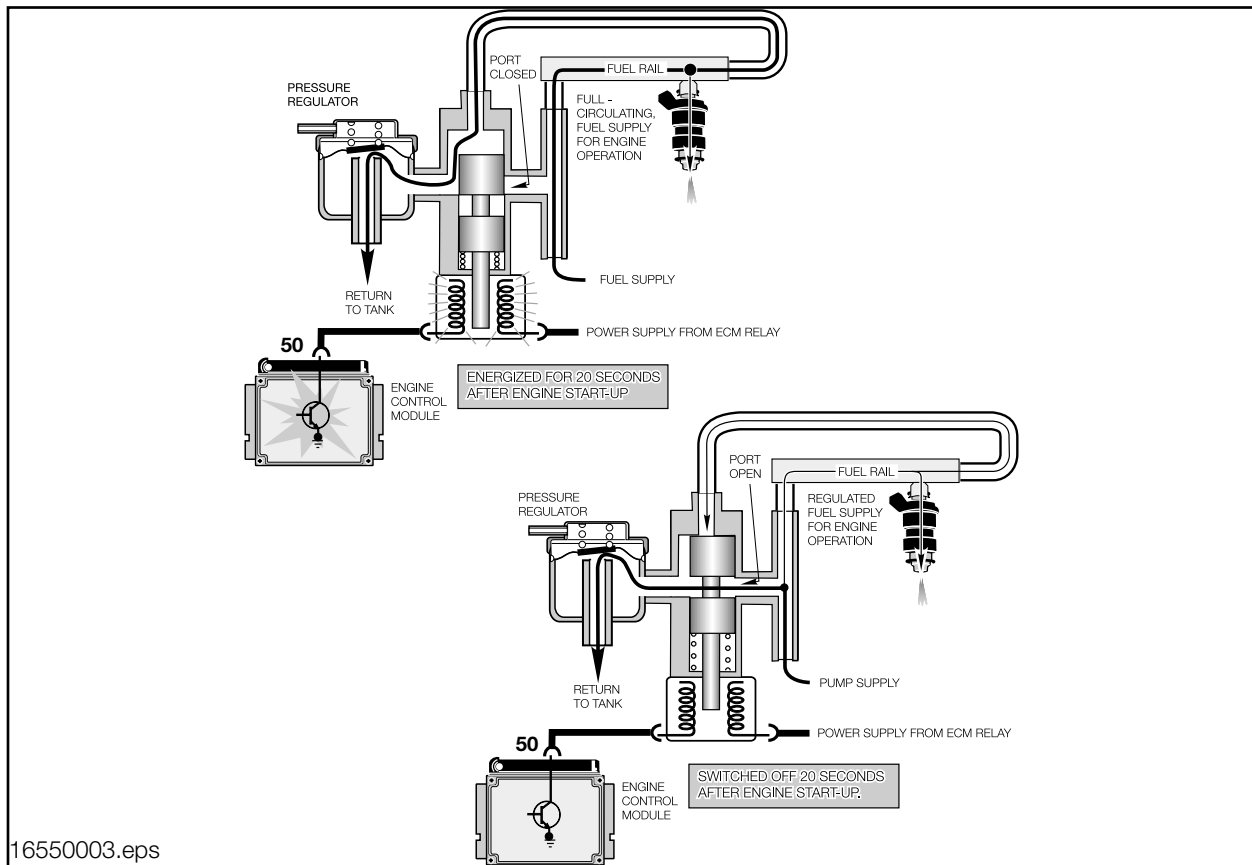 PORT
CLOSED
FUEL RAIL
PRESSURE
REGULATOR
FULL -
CIRCULATING,
FUEL SUPPLY
FOR ENGINE
OPERATION
FUEL SUPPLY
RETURN
TO TANK
POWER SUPPLY FROM ECM RELAY
50
ENGINE
CONTROL
MODULE
ENERGIZED FOR 20 SECONDS
AFTER ENGINE START-UP
PORT
OPEN
FUEL RAIL
PRESSURE
REGULATOR
REGULATED
FUEL SUPPLY
FOR ENGINE
OPERATION
PUMP SUPPLY
RETURN
TO TANK
POWER SUPPLY FROM ECM RELAY
50
ENGINE
CONTROL
MODULE
SWITCHED OFF 20 SECONDS
AFTER ENGINE START-UP.
16550003.eps